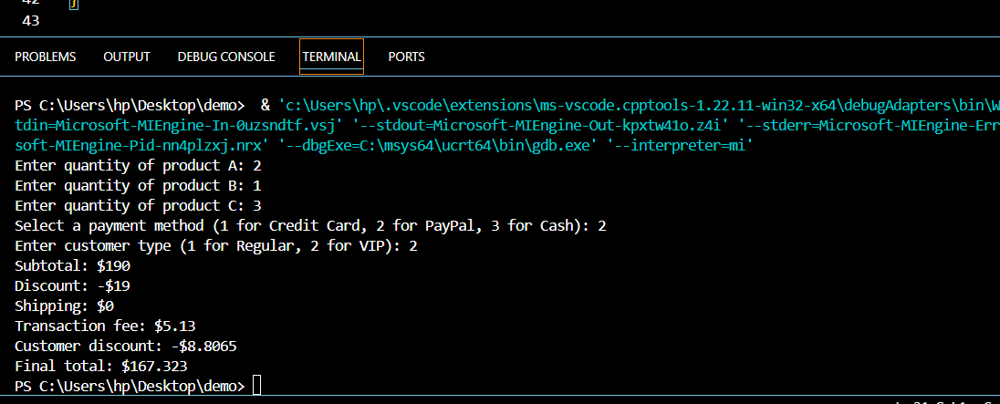 42 }
43
PROBLEMS OUTPUT DEBUG CONSOLE TERMINAL PORTS
PS C:\Users\hp\Desktop\demo> & 'c:\Users\hp\.vscode\extensions\ms-vscode.cpptools-1.22.11-win32-x64\debugAdapters\bin\W
tdin=Microsoft-MIEngine-In-0uzsndtf.vsj' '--stdout=Microsoft-MIEngine-Out-kpxtw41o.z4i' '--stderr=Microsoft-MIEngine-Err
soft-MIEngine-Pid-nn4plzxj.nrx' '--dbgExe=C:\msys64\ucrt64\bin\gdb.exe' '--interpreter=mi'
Enter quantity of product A: 2
Enter quantity of product B: 1
Enter quantity of product C: 3
Select a payment method (1 for Credit Card, 2 for PayPal, 3 for Cash): 2
Enter customer type (1 for Regular, 2 for VIP): 2
Subtotal: $190
Discount: -$19
Shipping: $0
Transaction fee: $5.13
Customer discount: -$8.8065
Final total: $167.323
PS C:\Users\hp\Desktop\demo>